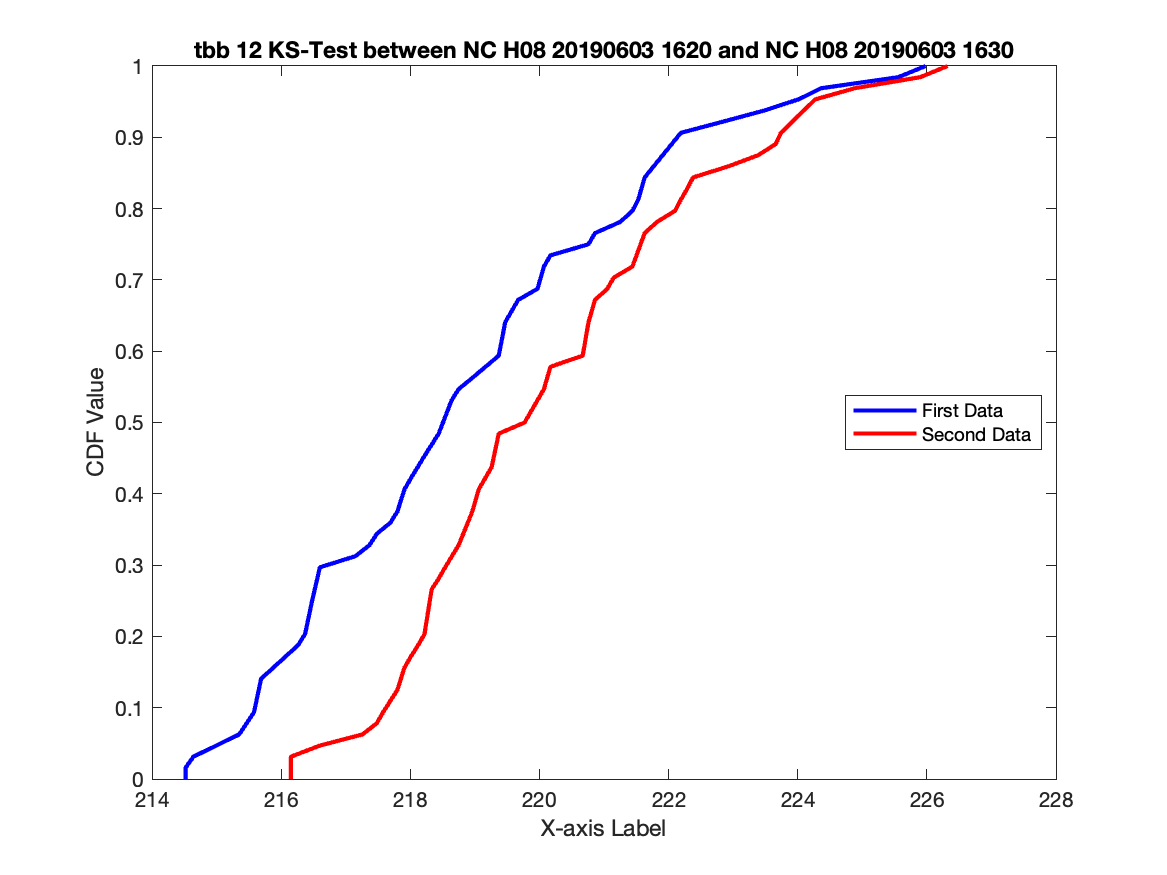 tbb 12 KS-Test between NC H08 20190603 1620 and NC H08 20190603 1630
1
0.9
0.8
0.7
0.6
0.5
0.4
0.3
0.2
0.1
0
CDF Value
First Data
Second Data
214 216 218 220 222 224 226 228
X-axis Label